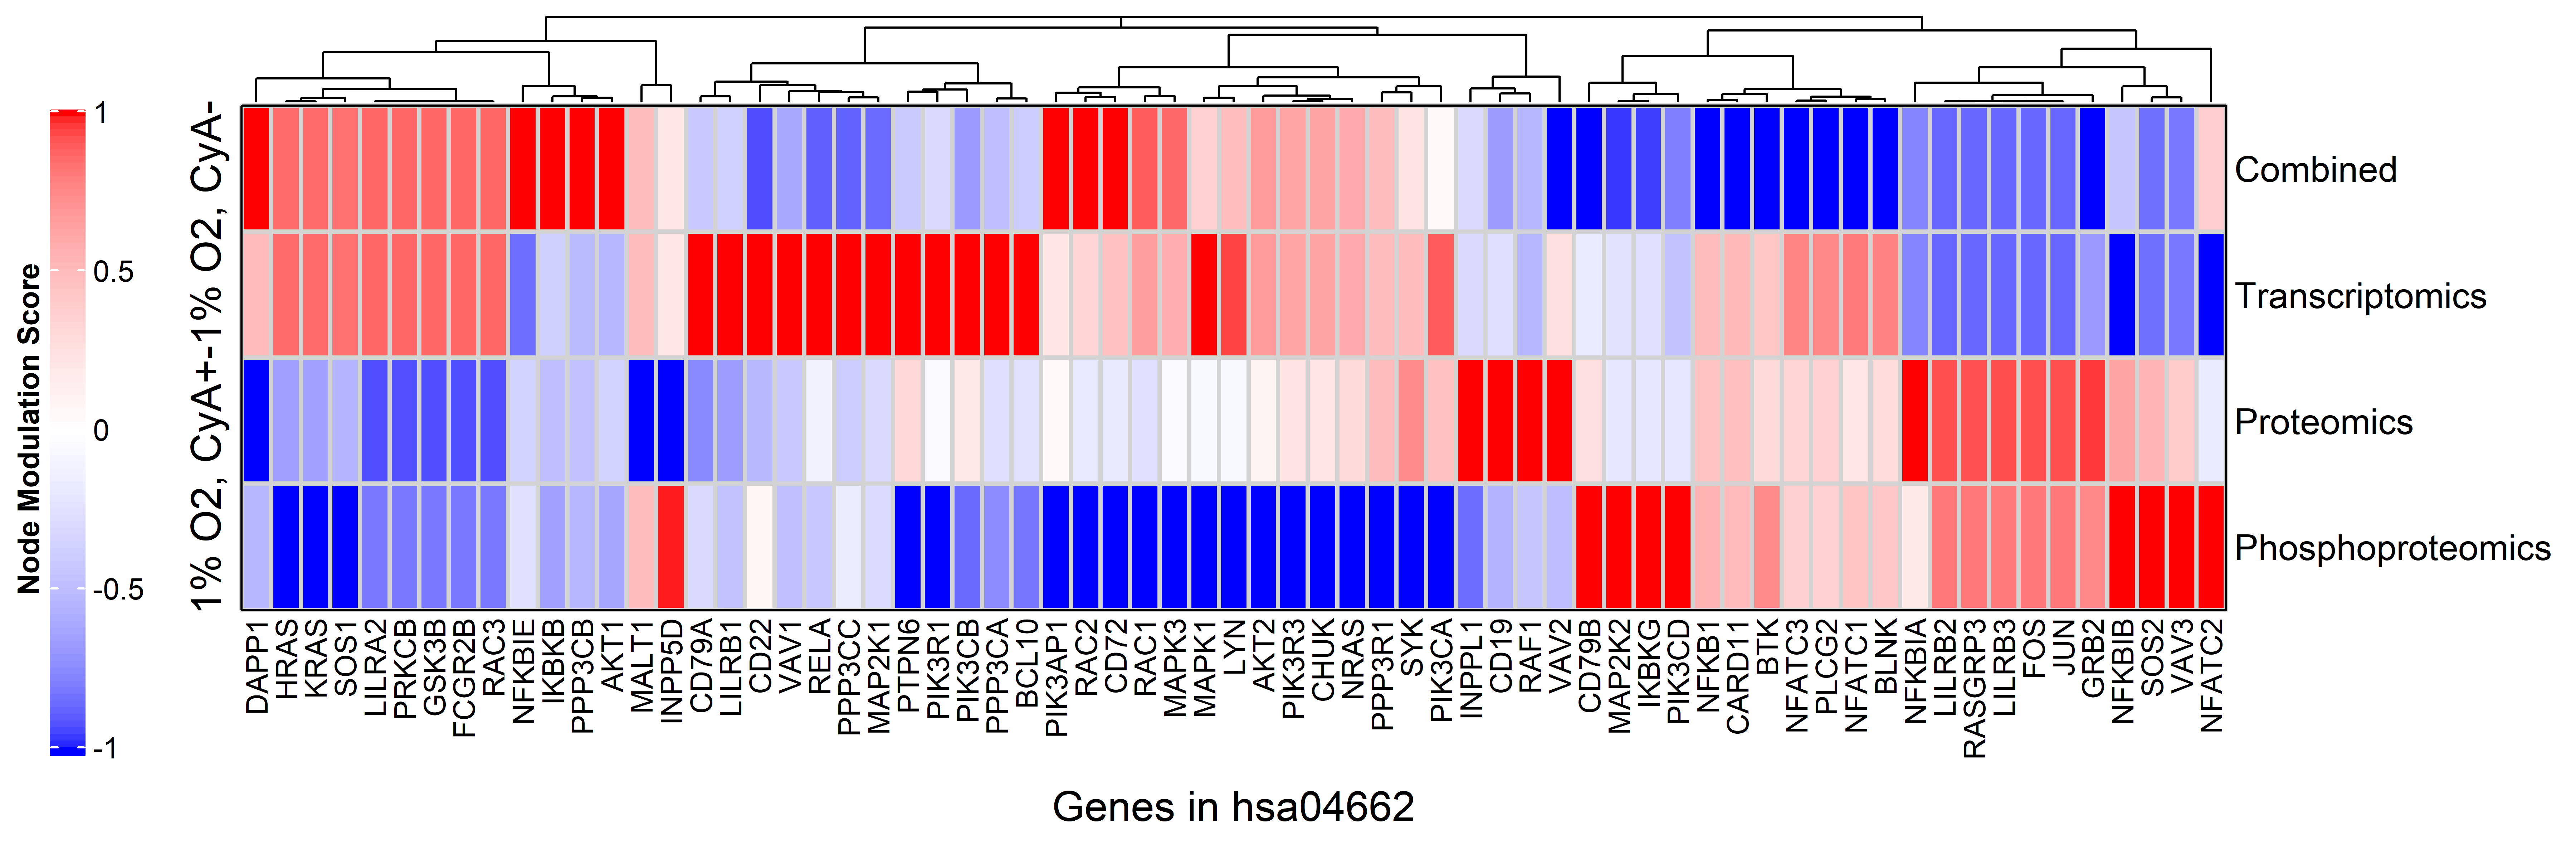 Node Modulation Score
1
0.5
0
-0.5
-1
1% O2, CyA+-1% O2, CyA-
Combined
Transcriptomics
Proteomics
Phosphoproteomics
DAPP1
HRAS
KRAS
SOS1
LILRA2
PRKCB
GSK3B
FCGR2B
RAC3
NFKBIE
IKBKB
PPP3CB
AKT1
MALT1
INPP5D
CD79A
LILRB1
CD22
VAV1
RELA
PPP3CC
MAP2K1
PTPN6
PIK3R1
PIK3CB
PPP3CA
BCL10
PIK3AP1
RAC2
CD72
RAC1
MAPK3
MAPK1
LYN
AKT2
PIK3R3
CHUK
NRAS
PPP3R1
SYK
PIK3CA
INPPL1
CD19
RAF1
VAV2
CD79B
MAP2K2
IKBKG
PIK3CD
NFKB1
CARD11
BTK
NFATC3
PLCG2
NFATC1
BLNK
NFKBIA
LILRB2
RASGRP3
LILRB3
FOS
JUN
GRB2
NFKBIB
SOS2
VAV3
NFATC2
Genes in hsa04662